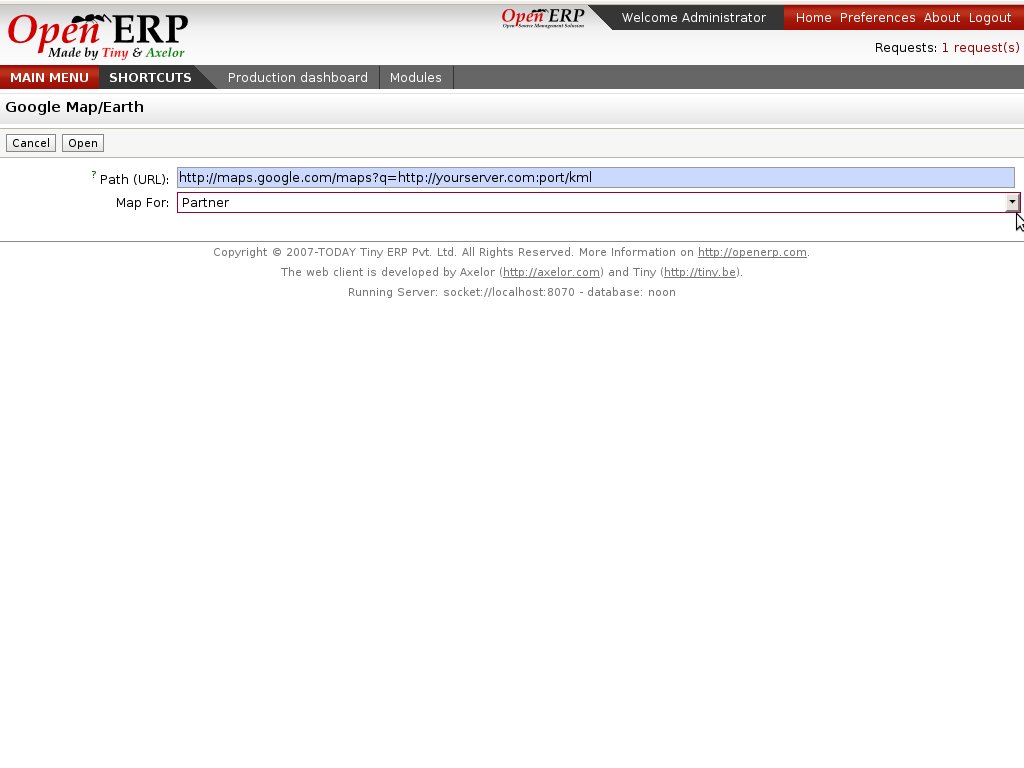 Open ERP
Made by Tiny & Axelor
Open ERP
Open Source Management Solution
Welcome Administrator
Home Preferences About Logout
Requests: 1 request(s)
MAIN MENU SHORTCUTS Production dashboard Modules
Google Map/Earth
Cancel Open
? Path (URL): http://maps.google.com/maps?q=http://yourserver.com:port/kml
Map For: Partner
Copyright © 2007-TODAY Tiny ERP Pvt. Ltd. All Rights Reserved. More Information on http://openerp.com.
The web client is developed by Axelor (http://axelor.com) and Tiny (http://tiny.be).
Running Server: socket://localhost:8070 - database: noon